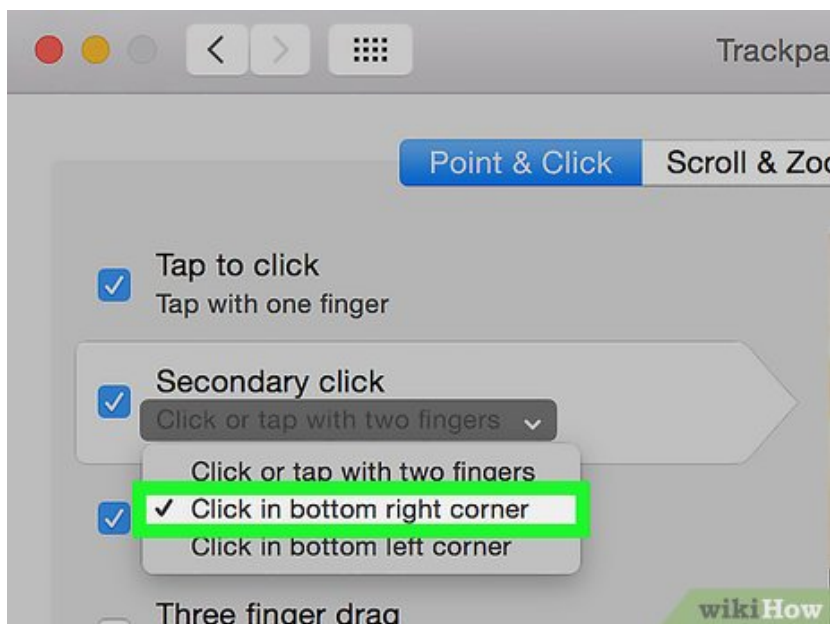 Trackpa
Point & Click
Scroll & Zoo
Tap to click
Tap with one finger
Secondary click
Click or tap with two fingers
Click or tap with two fingers
✓ Click in bottom right corner
Click in bottom left corner
Three finger drag
wikiHow